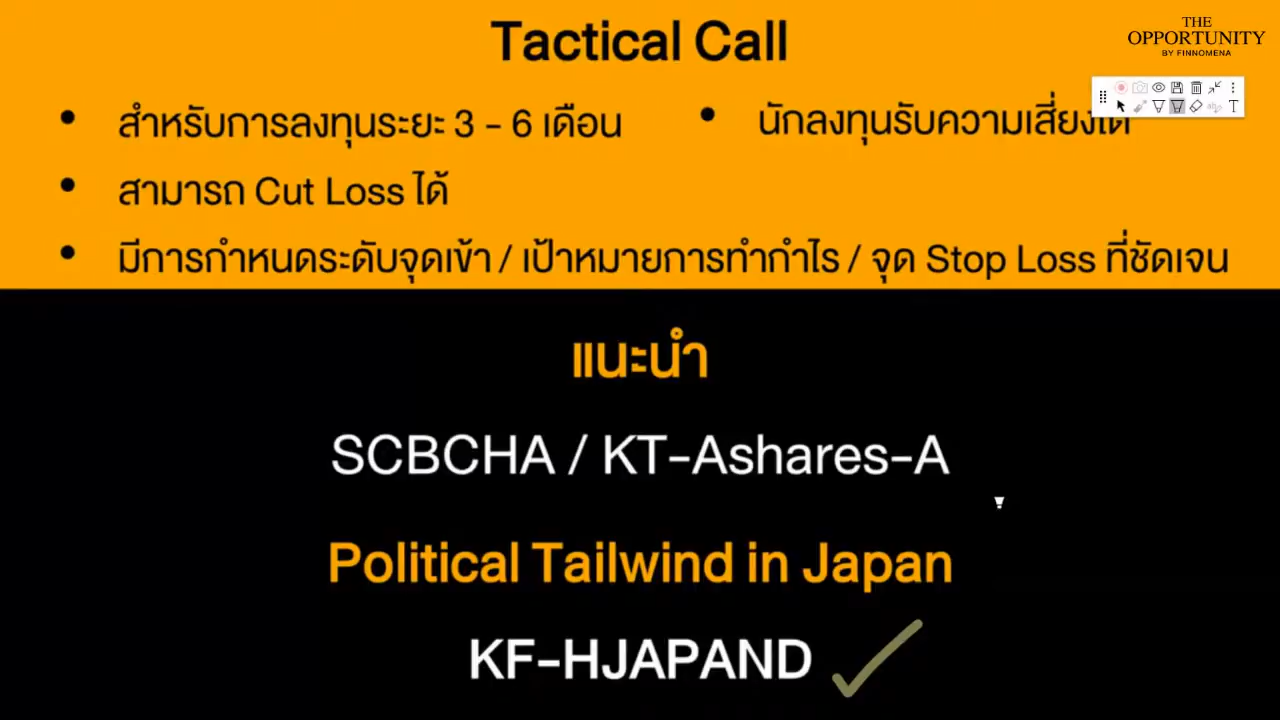 Tactical Call
THE
OPPORTUNITY
BY FINNOMENA
• สำหรับการลงทุนระยะ 3 - 6 เดือน
• นักลงทุนรับความเสี่ยงได้
• สามารถ Cut Loss ได้
• มีการกำหนดระดับจุดเข้า / เป้าหมายการทำกำไร / จุด Stop Loss ที่ชัดเจน
แนะนำ
SCBCHA / KT-Ashares-A
Political Tailwind in Japan
KF-HJAPAND